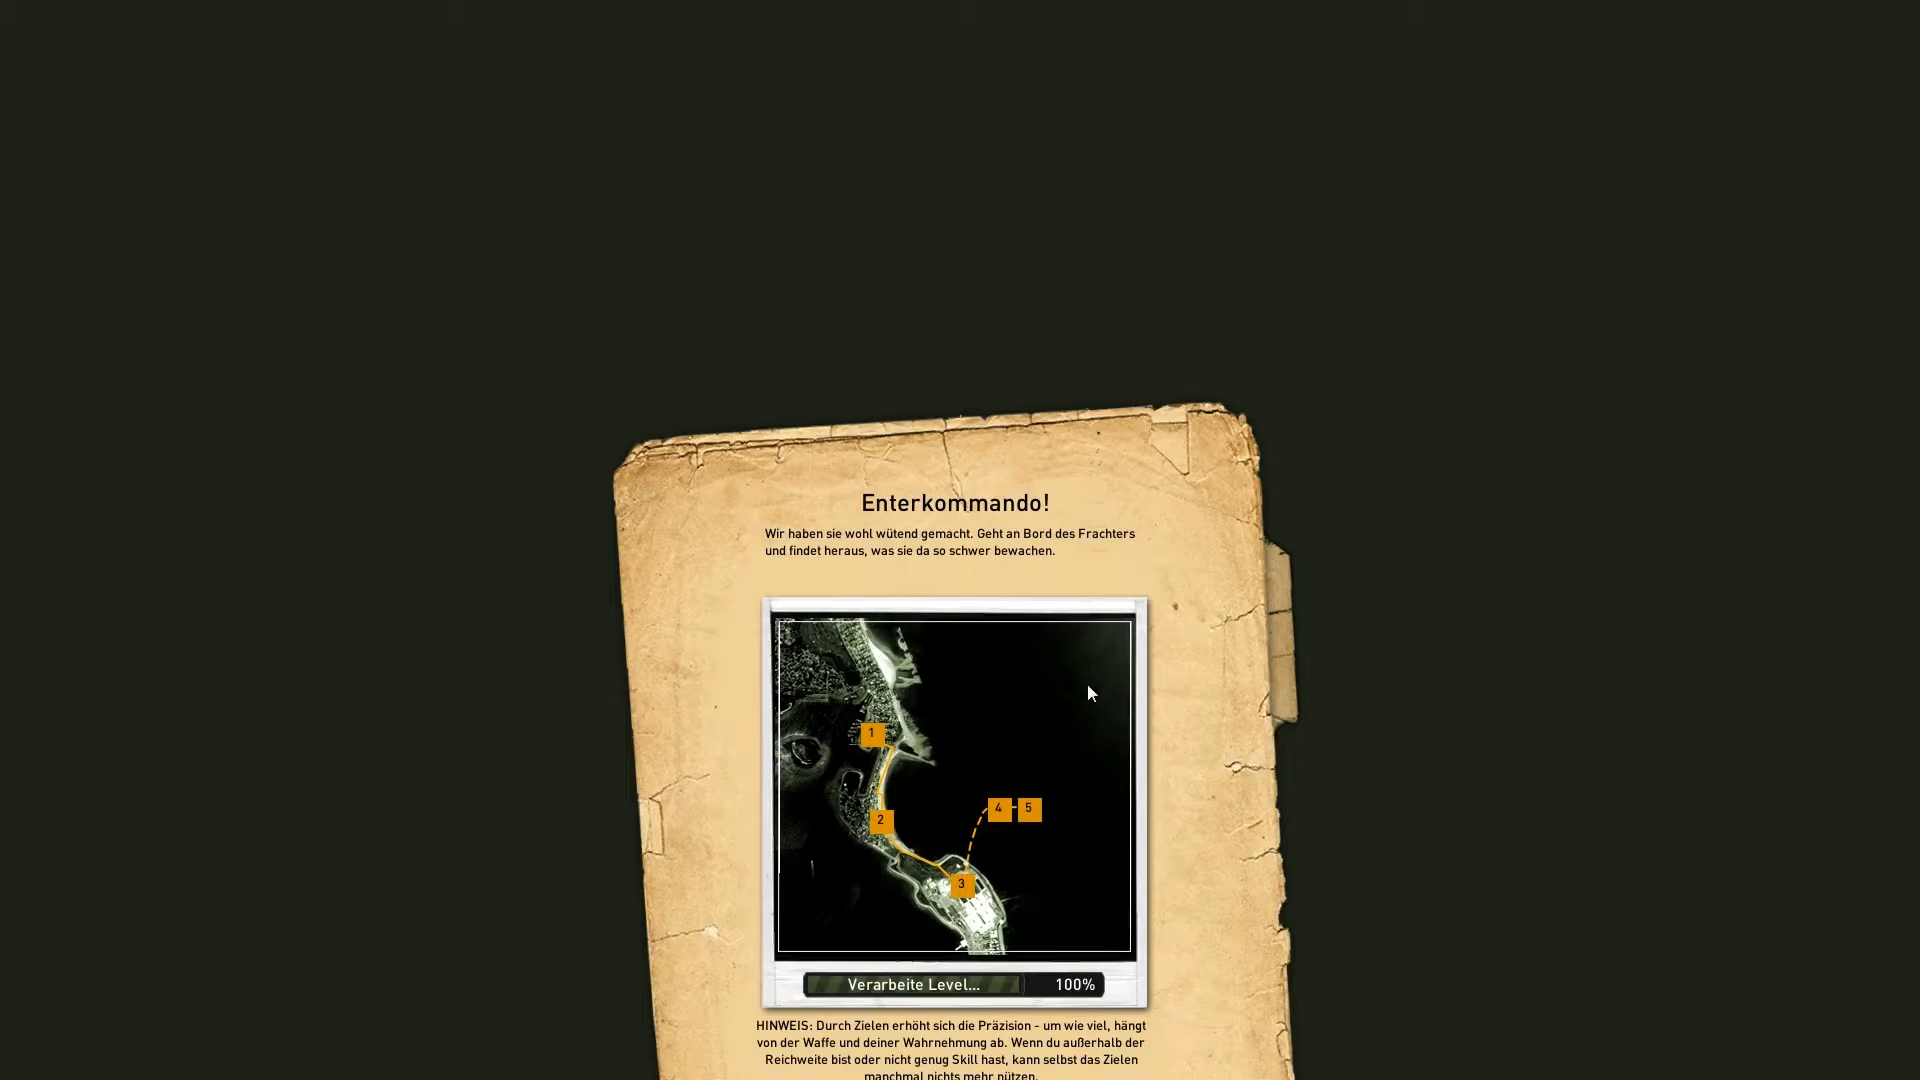 Enterkommando!
Wir haben sie wohl wütend gemacht. Geht an Bord des Frachters
und findet heraus, was sie da so schwer bewachen.
1
2
4
5
3
Verarbeite Level...
100%
HINWEIS: Durch Zielen erhöht sich die Präzision - um wie viel, hängt
von der Waffe und deiner Wahrnehmung ab. Wenn du außerhalb der
Reichweite bist oder nicht genug Skill hast, kann selbst das Zielen
manchmal nichts mehr nützen.